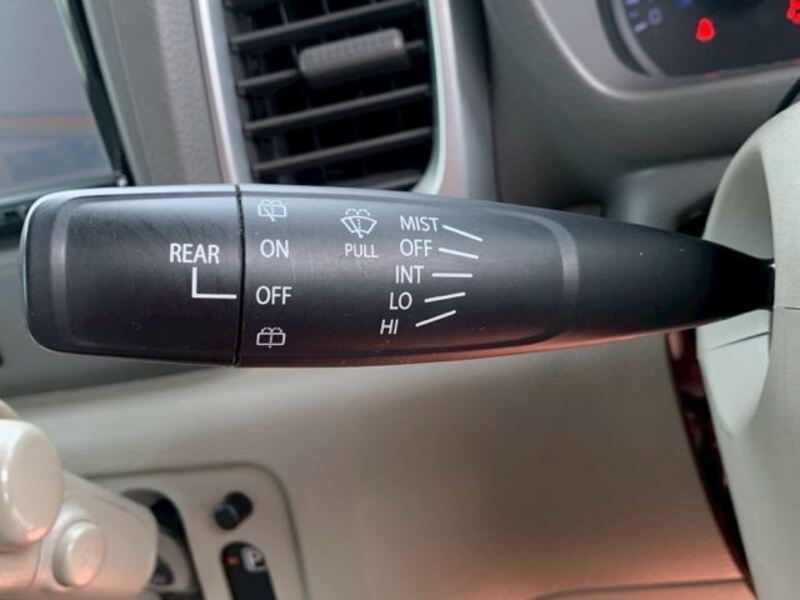 REAR
ON
OFF
PULL
MIST
OFF
INT
LO
HI
P